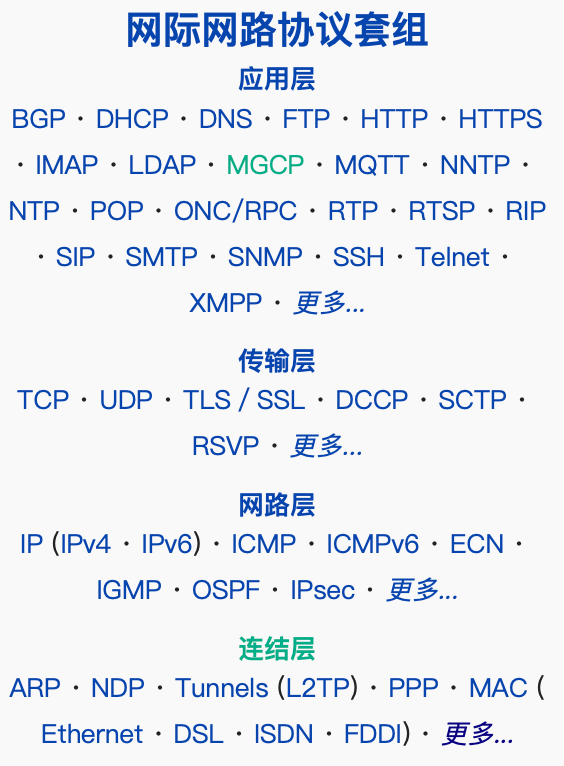 网际网路协议套组
应用层
BGP · DHCP · DNS · FTP · HTTP · HTTPS
· IMAP · LDAP · MGCP · MQTT · NNTP ·
NTP · POP · ONC/RPC · RTP · RTSP · RIP
· SIP · SMTP · SNMP · SSH · Telnet ·
XMPP · 更多...
传输层
TCP · UDP · TLS / SSL · DCCP · SCTP ·
RSVP · 更多...
网路层
IP (IPv4 · IPv6) · ICMP · ICMPv6 · ECN ·
IGMP · OSPF · IPsec · 更多...
连结层
ARP · NDP · Tunnels (L2TP) · PPP · MAC (
Ethernet · DSL · ISDN · FDDI) · 更多...